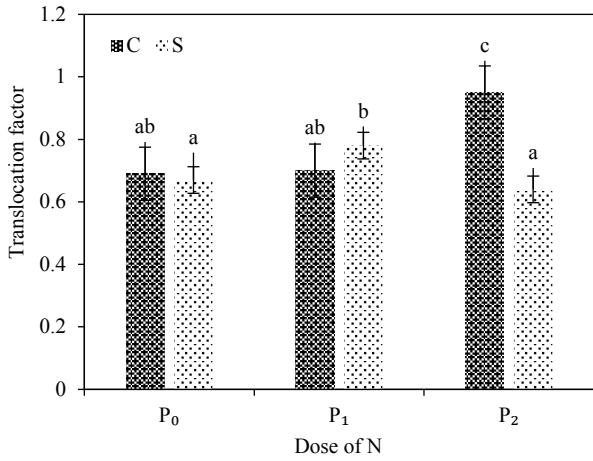 1.2
C S
c
1
ab a ab b
a
0.8
0.6
0.4
0.2
0
P₀ P₁ P₂
Dose of N
Translocation factor